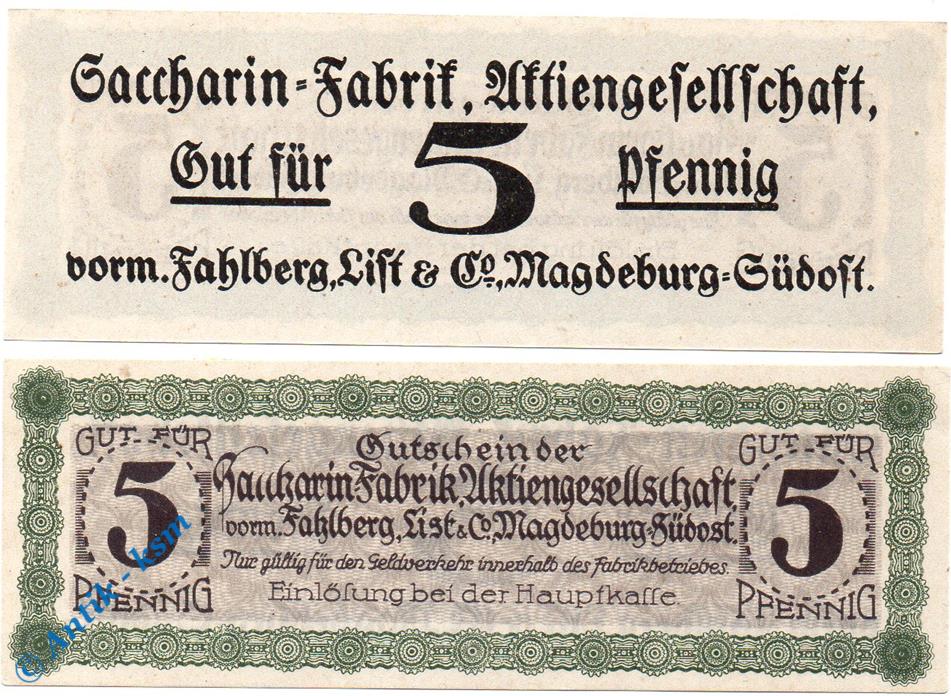 Saccharin=Fabrik, Aktiengesellschaft,
Gut für 5 Pfennig
vorm. Fahlberg, List & Co., Magdeburg=Südost.
GUT-FÜR
5
PFENNIG
Gutschein der
Saccharin Fabrik, Aktiengesellschaft
vorm. Fahlberg, List & Co. Magdeburg-Südost.
Nur gültig für den Geldverkehr innerhalb des Fabrikbetriebes.
Einlösung bei der Hauptkasse.
GUT-FÜR
5
PFENNIG
© Antik-ksm